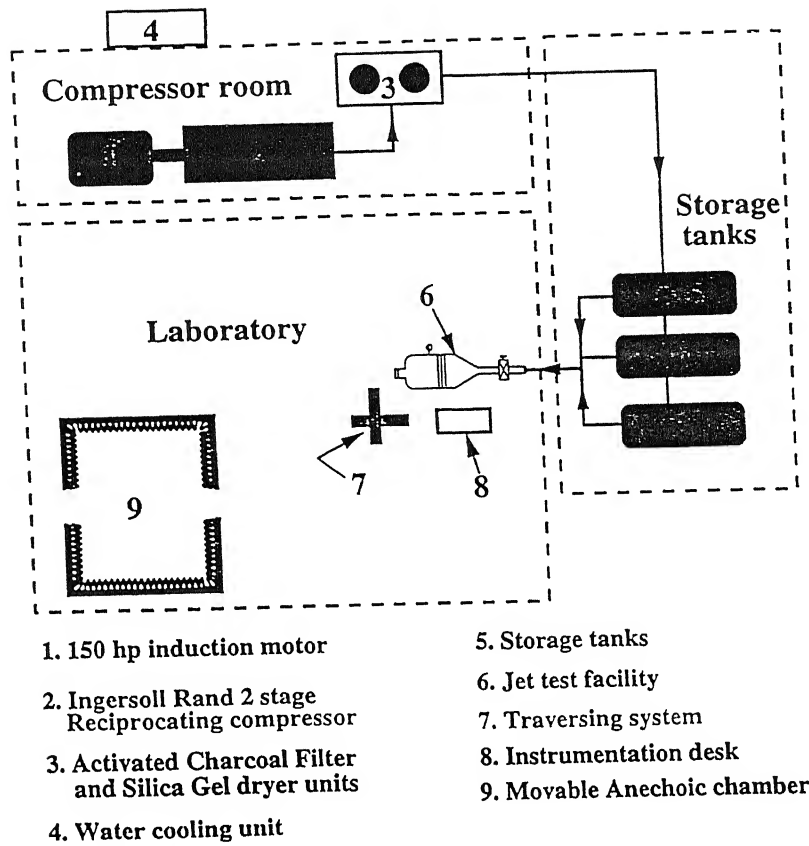 4
Compressor room
3
Storage
tanks
6
Laboratory
7
8
9
1. 150 hp induction motor
2. Ingersoll Rand 2 stage
Reciprocating compressor
3. Activated Charcoal Filter
and Silica Gel dryer units
4. Water cooling unit
5. Storage tanks
6. Jet test facility
7. Traversing system
8. Instrumentation desk
9. Movable Anechoic chamber